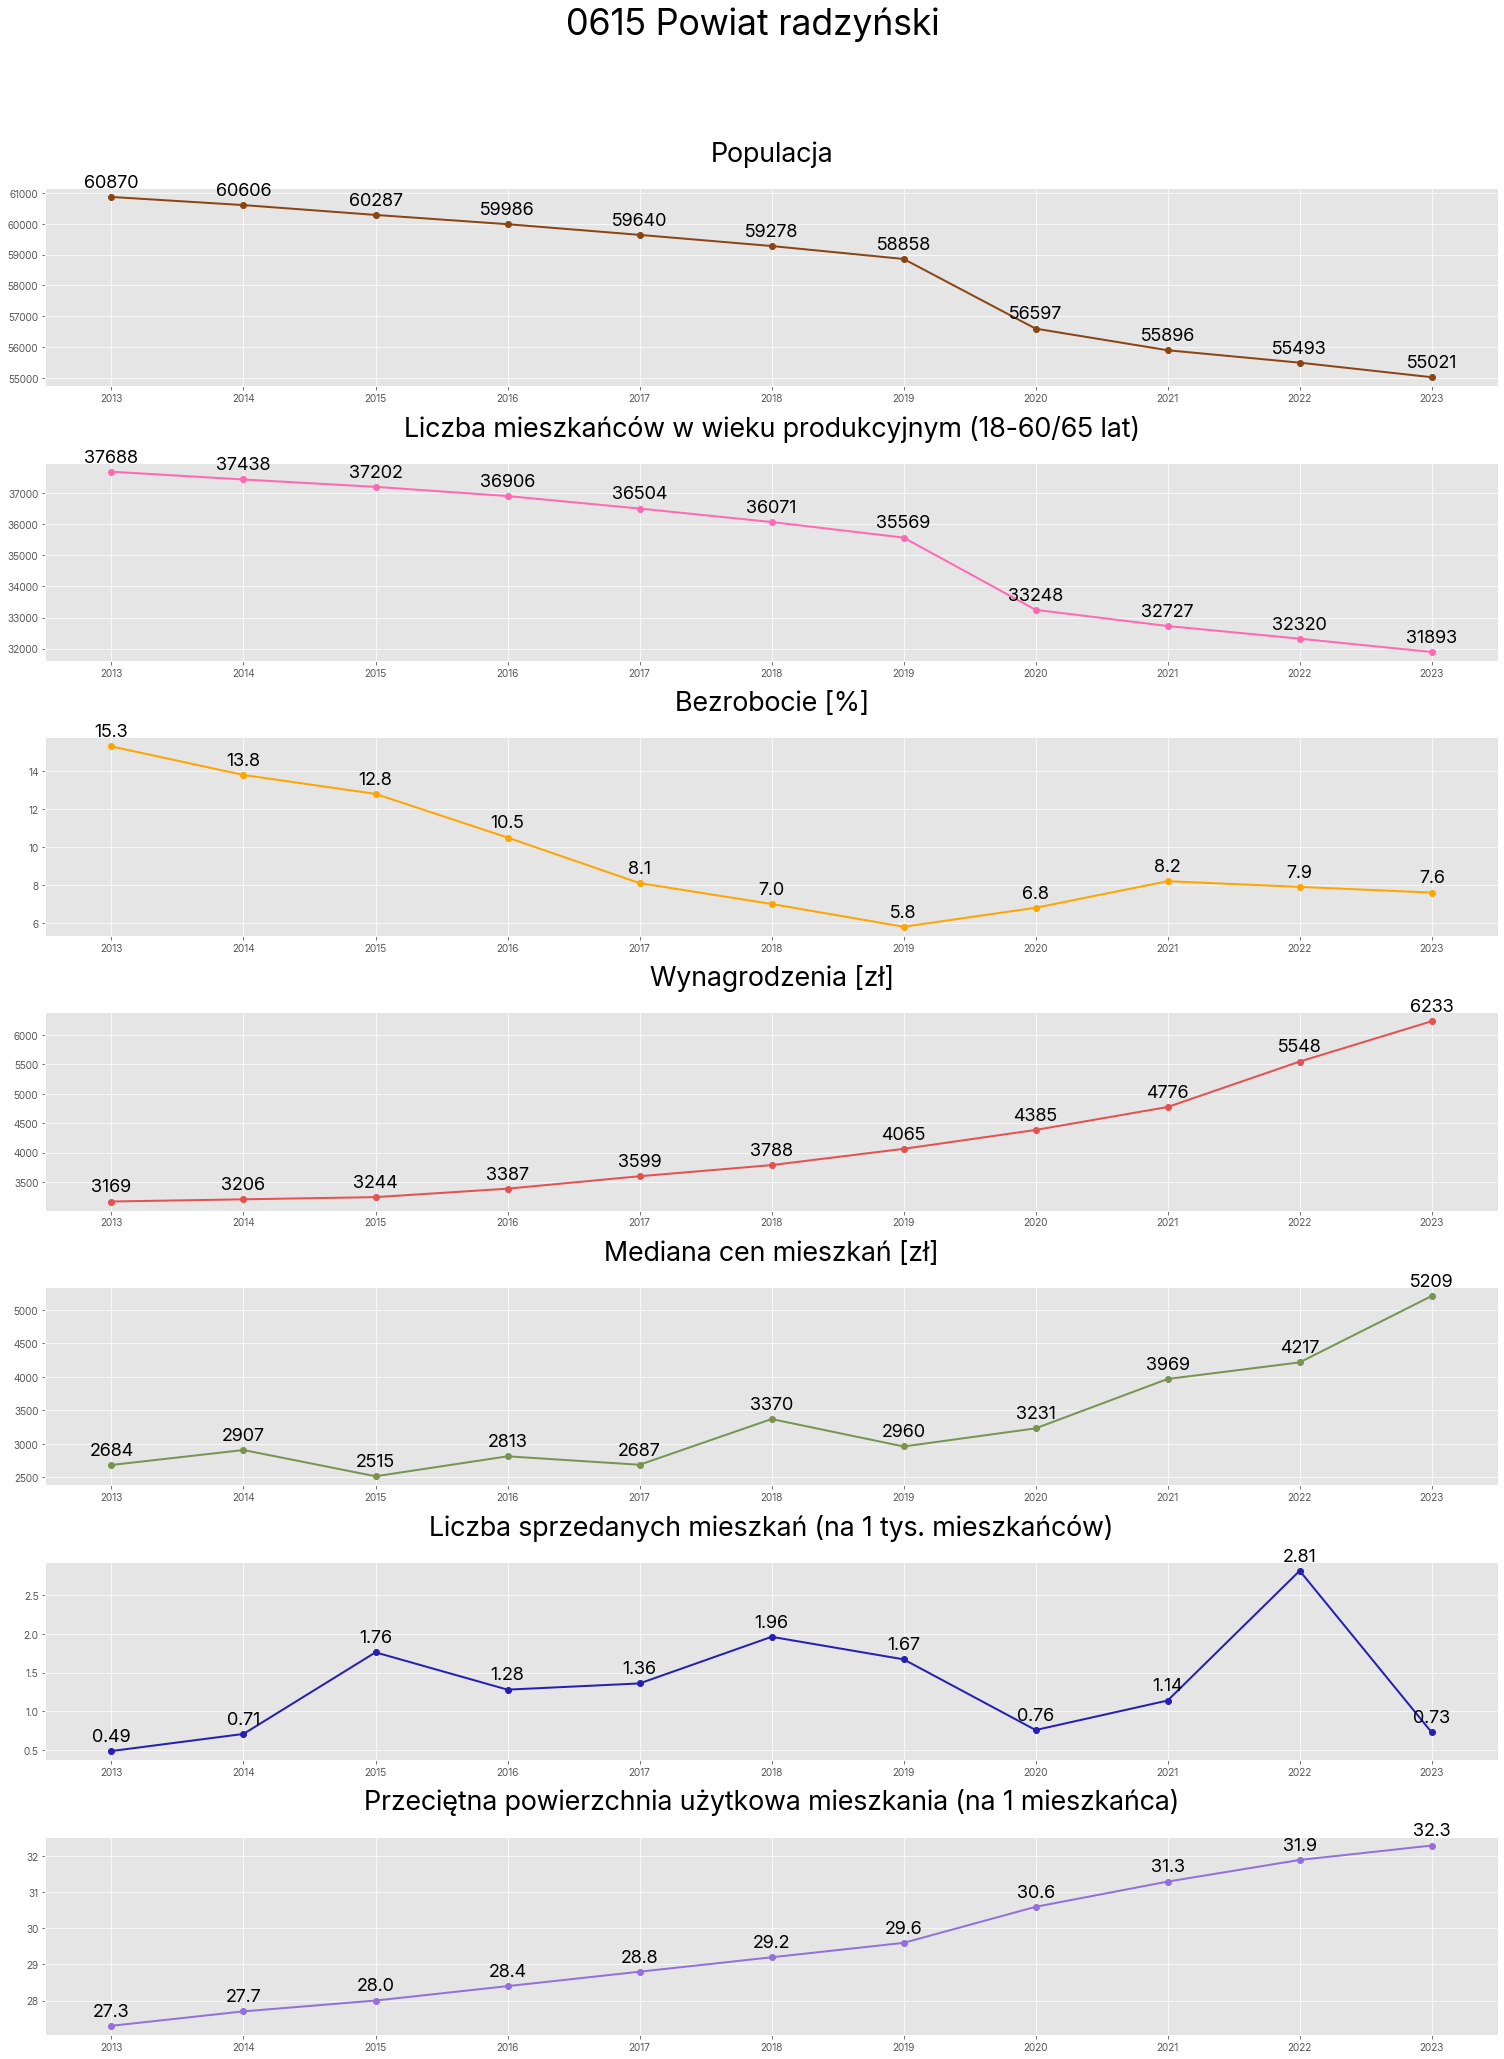 0615 Powiat radzyński
Populacja
61000
60000
59000
58000
57000
56000
55000
60870 60606 60287 59986 59640 59278 58858 56597 55896 55493 55021
2013 2014 2015 2016 2017 2018 2019 2020 2021 2022 2023
Liczba mieszkańców w wieku produkcyjnym (18-60/65 lat)
37000
36000
35000
34000
33000
32000
37688 37438 37202 36906 36504 36071 35569 33248 32727 32320 31893
2013 2014 2015 2016 2017 2018 2019 2020 2021 2022 2023
Bezrobocie [%]
14
12
10
8
6
15.3 13.8 12.8 10.5 8.1 7.0 5.8 6.8 8.2 7.9 7.6
2013 2014 2015 2016 2017 2018 2019 2020 2021 2022 2023
Wynagrodzenia [zł]
6000
5500
5000
4500
4000
3500
3169 3206 3244 3387 3599 3788 4065 4385 4776 5548 6233
2013 2014 2015 2016 2017 2018 2019 2020 2021 2022 2023
Mediana cen mieszkań [zł]
5000
4500
4000
3500
3000
2500
2684 2907 2515 2813 2687 3370 2960 3231 3969 4217 5209
2013 2014 2015 2016 2017 2018 2019 2020 2021 2022 2023
Liczba sprzedanych mieszkań (na 1 tys. mieszkańców)
2.5
2.0
1.5
1.0
0.5
0.49 0.71 1.76 1.28 1.36 1.96 1.67 0.76 1.14 2.81 0.73
2013 2014 2015 2016 2017 2018 2019 2020 2021 2022 2023
Przeciętna powierzchnia użytkowa mieszkania (na 1 mieszkańca)
32
31
30
29
28
27.3 27.7 28.0 28.4 28.8 29.2 29.6 30.6 31.3 31.9 32.3
2013 2014 2015 2016 2017 2018 2019 2020 2021 2022 2023